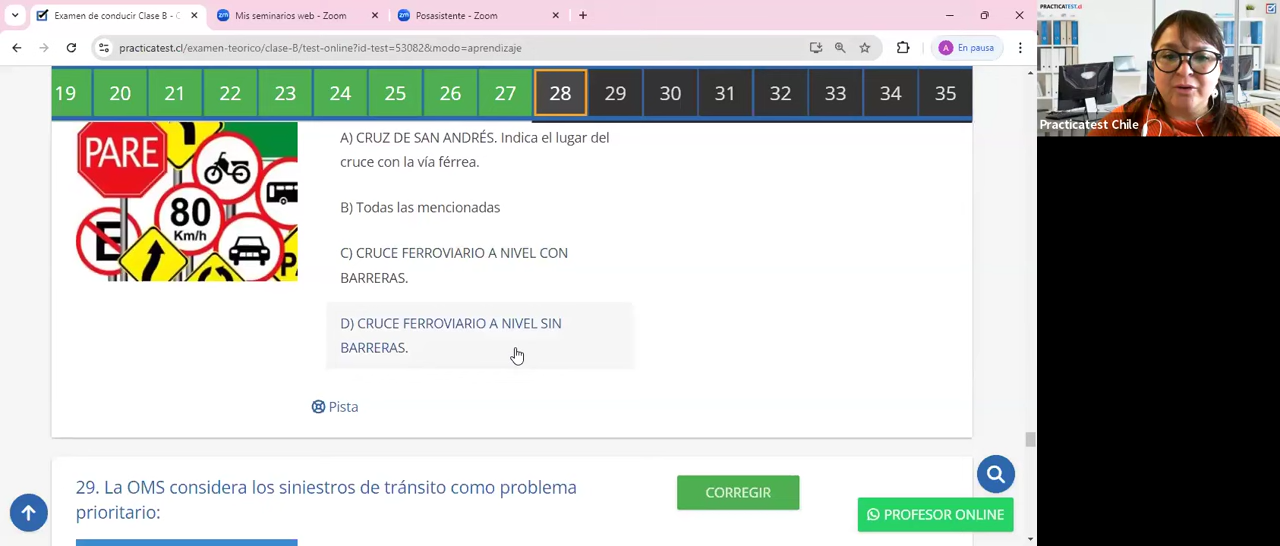 Examen de conducir Clase B - C
Mis seminarios web - Zoom
Posasistente - Zoom
practicatest.cl/examen-teorico/clase-B/test-online?id-test=53082&modo=aprendizaje
A
En pausa
19 20 21 22 23 24 25 26 27 28 29 30 31 32 33 34 35
PRACTICATEST.CL
Practicatest Chile
PARE
80
Km/h
E
P
A) CRUZ DE SAN ANDRÉS. Indica el lugar del
cruce con la vía férrea.
B) Todas las mencionadas
C) CRUCE FERROVIARIO A NIVEL CON
BARRERAS.
D) CRUCE FERROVIARIO A NIVEL SIN
BARRERAS.
Pista
29. La OMS considera los siniestros de tránsito como problema
prioritario:
CORREGIR
PROFESOR ONLINE